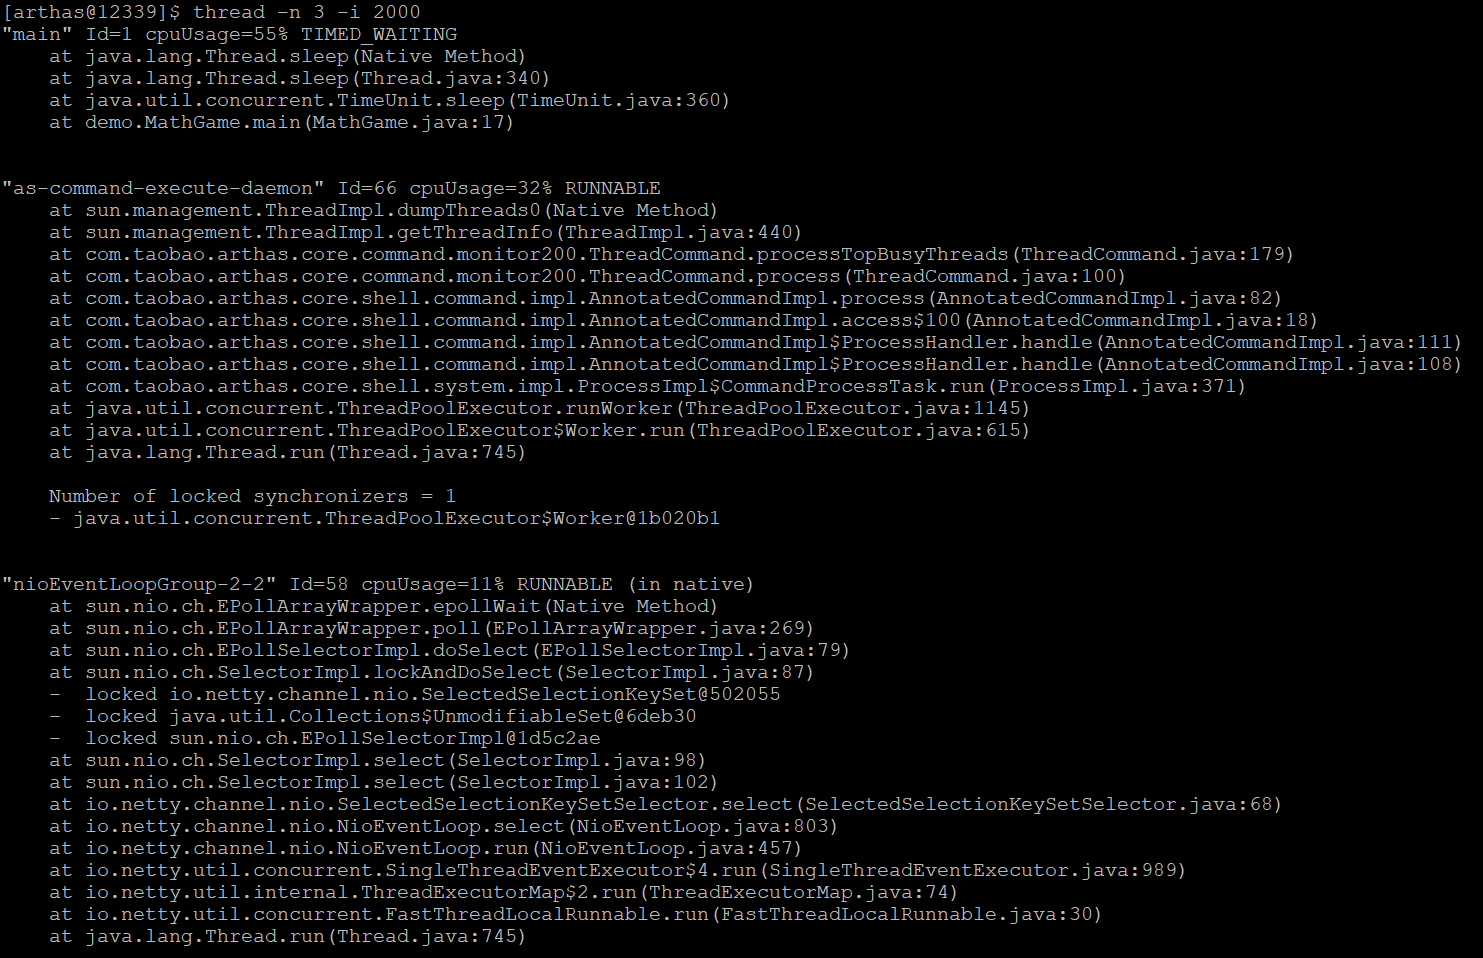 [arthas@12339]$ thread -n 3 -i 2000
"main" Id=1 cpuUsage=55% TIMED_WAITING
    at java.lang.Thread.sleep(Native Method)
    at java.lang.Thread.sleep(Thread.java:340)
    at java.util.concurrent.TimeUnit.sleep(TimeUnit.java:360)
    at demo.MathGame.main(MathGame.java:17)
"as-command-execute-daemon" Id=66 cpuUsage=32% RUNNABLE
    at sun.management.ThreadImpl.dumpThreads0(Native Method)
    at sun.management.ThreadImpl.getThreadInfo(ThreadImpl.java:440)
    at com.taobao.arthas.core.command.monitor200.ThreadCommand.processTopBusyThreads(ThreadCommand.java:179)
    at com.taobao.arthas.core.command.monitor200.ThreadCommand.process(ThreadCommand.java:100)
    at com.taobao.arthas.core.shell.command.impl.AnnotatedCommandImpl.process(AnnotatedCommandImpl.java:82)
    at com.taobao.arthas.core.shell.command.impl.AnnotatedCommandImpl.access$100(AnnotatedCommandImpl.java:18)
    at com.taobao.arthas.core.shell.command.impl.AnnotatedCommandImpl$ProcessHandler.handle(AnnotatedCommandImpl.java:111)
    at com.taobao.arthas.core.shell.command.impl.AnnotatedCommandImpl$ProcessHandler.handle(AnnotatedCommandImpl.java:108)
    at com.taobao.arthas.core.shell.system.impl.ProcessImpl$CommandProcessTask.run(ProcessImpl.java:371)
    at java.util.concurrent.ThreadPoolExecutor.runWorker(ThreadPoolExecutor.java:1145)
    at java.util.concurrent.ThreadPoolExecutor$Worker.run(ThreadPoolExecutor.java:615)
    at java.lang.Thread.run(Thread.java:745)
    Number of locked synchronizers = 1
    - java.util.concurrent.ThreadPoolExecutor$Worker@1b020b1
"nioEventLoopGroup-2-2" Id=58 cpuUsage=11% RUNNABLE (in native)
    at sun.nio.ch.EPollArrayWrapper.epollWait(Native Method)
    at sun.nio.ch.EPollArrayWrapper.poll(EPollArrayWrapper.java:269)
    at sun.nio.ch.EPollSelectorImpl.doSelect(EPollSelectorImpl.java:79)
    at sun.nio.ch.SelectorImpl.lockAndDoSelect(SelectorImpl.java:87)
    -  locked io.netty.channel.nio.SelectedSelectionKeySet@502055
    -  locked java.util.Collections$UnmodifiableSet@6deb30
    -  locked sun.nio.ch.EPollSelectorImpl@1d5c2ae
    at sun.nio.ch.SelectorImpl.select(SelectorImpl.java:98)
    at sun.nio.ch.SelectorImpl.select(SelectorImpl.java:102)
    at io.netty.channel.nio.SelectedSelectionKeySetSelector.select(SelectedSelectionKeySetSelector.java:68)
    at io.netty.channel.nio.NioEventLoop.select(NioEventLoop.java:803)
    at io.netty.channel.nio.NioEventLoop.run(NioEventLoop.java:457)
    at io.netty.util.concurrent.SingleThreadEventExecutor$4.run(SingleThreadEventExecutor.java:989)
    at io.netty.util.internal.ThreadExecutorMap$2.run(ThreadExecutorMap.java:74)
    at io.netty.util.concurrent.FastThreadLocalRunnable.run(FastThreadLocalRunnable.java:30)
    at java.lang.Thread.run(Thread.java:745)